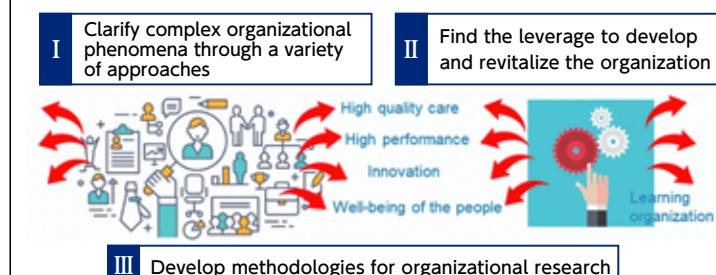 I
Clarify complex organizational
phenomena through a variety
of approaches
II
Find the leverage to develop
and revitalize the organization
High quality care
High performance
Innovation
Well-being of the people
Learning
organization
III
Develop methodologies for organizational research